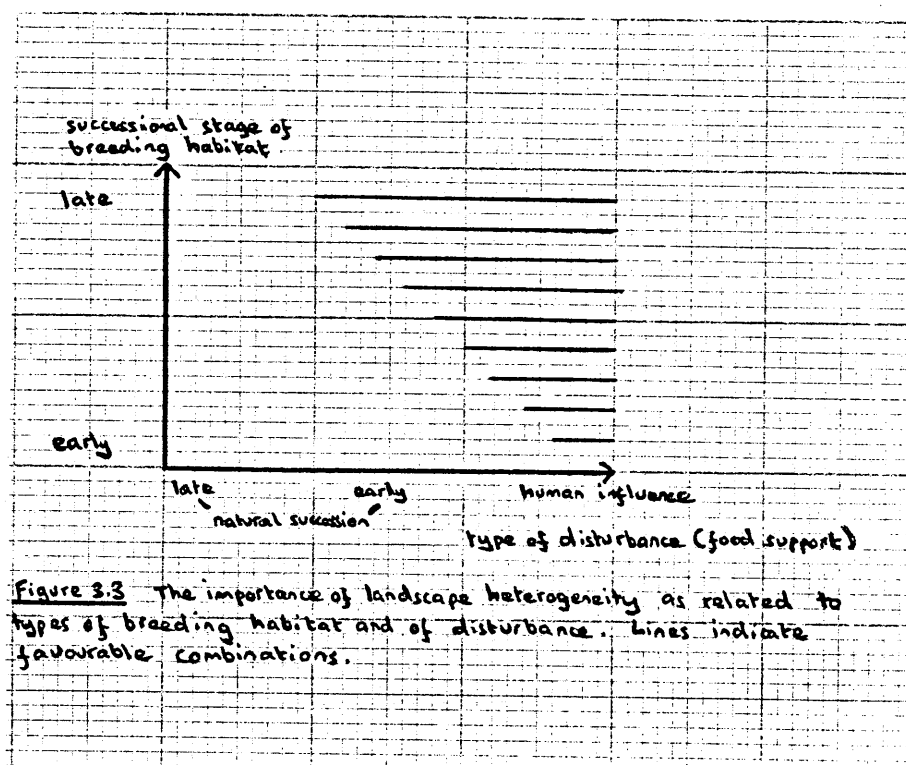 successional stage of
breeding habitat
late
early
late early human influence
natural succession
type of disturbance (food support)
Figure 3.3 The importance of landscape heterogeneity as related to
types of breeding habitat and of disturbance. Lines indicate
favourable combinations.